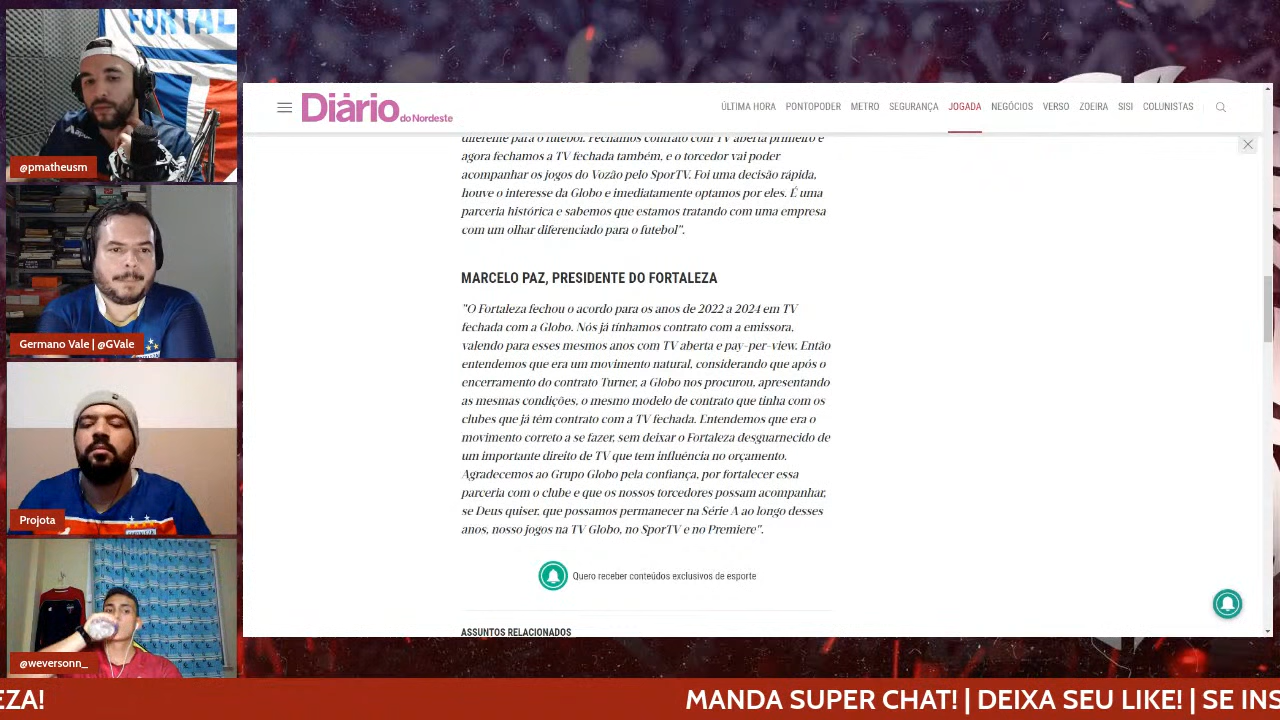 FORTAL
@pmatheusm
Germano Vale | @GVale
Projota
@weversonn_
Diário do Nordeste
ÚLTIMA HORA PONTOPODER METRO SEGURANÇA JOGADA NEGÓCIOS VERSO ZOEIRA SISI COLUNISTAS
diferente para o futebol. Fechamos contrato com TV aberta primeiro e
agora fechamos a TV fechada também, e o torcedor vai poder
acompanhar os jogos do Vozão pelo SporTV. Foi uma decisão rápida,
houve o interesse da Globo e imediatamente optamos por eles. É uma
parceria histórica e sabemos que estamos tratando com uma empresa
com um olhar diferenciado para o futebol".
MARCELO PAZ, PRESIDENTE DO FORTALEZA
"O Fortaleza fechou o acordo para os anos de 2022 a 2024 em TV
fechada com a Globo. Nós já tínhamos contrato com a emissora,
valendo para esses mesmos anos com TV aberta e pay-per-view. Então
entendemos que era um movimento natural, considerando que após o
encerramento do contrato Turner, a Globo nos procurou, apresentando
as mesmas condições, o mesmo modelo de contrato que tinha com os
clubes que já têm contrato com a TV fechada. Entendemos que era o
movimento correto a se fazer, sem deixar o Fortaleza desguarnecido de
um importante direito de TV que tem influência no orçamento.
Agradecemos ao Grupo Globo pela confiança, por fortalecer essa
parceria com o clube e que os nossos torcedores possam acompanhar,
se Deus quiser, que possamos permanecer na Série A ao longo desses
anos, nosso jogos na TV Globo, no SporTV e no Premiere".
Quero receber conteúdos exclusivos de esporte
ASSUNTOS RELACIONADOS
EZA!
MANDA SUPER CHAT! | DEIXA SEU LIKE! | SE INS